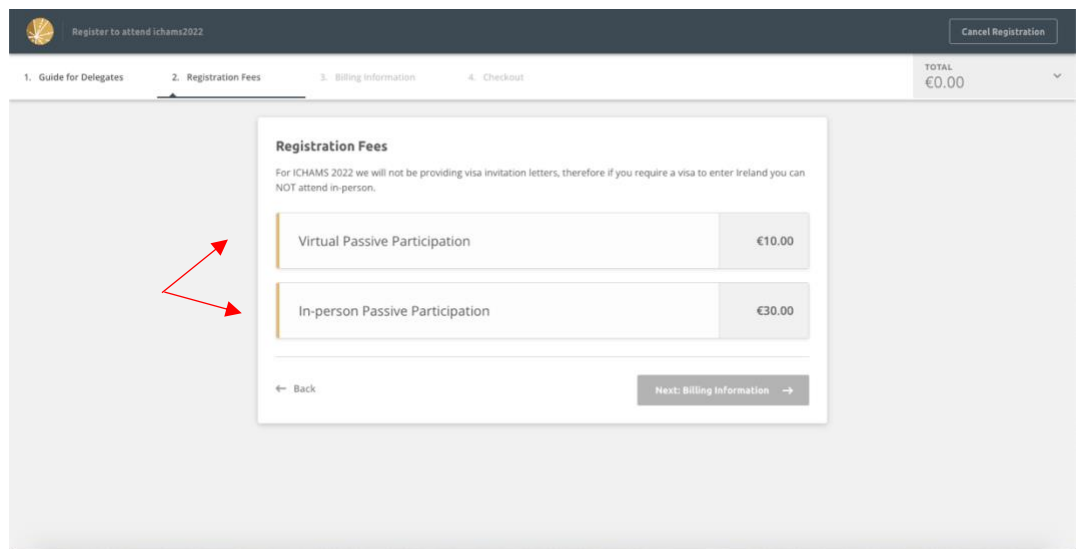 Register to attend ichams2022
Cancel Registration
1. Guide for Delegates
2. Registration Fees
3. Billing Information
4. Checkout
TOTAL
€0.00
Registration Fees
For ICHAMS 2022 we will not be providing visa invitation letters, therefore if you require a visa to enter Ireland you can
NOT attend in-person.
Virtual Passive Participation
€10.00
In-person Passive Participation
€30.00
← Back
Next: Billing Information →